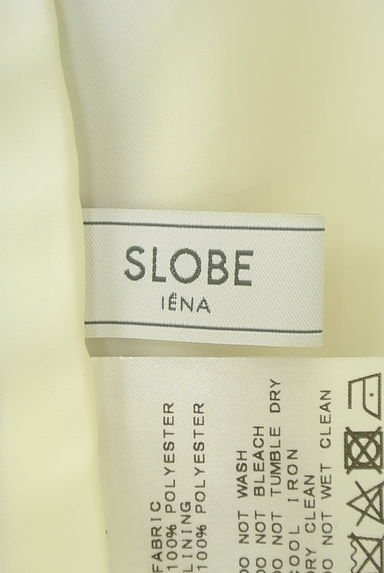 SLOBE
IÉNA
FABRIC
100% POLYESTER
LINING
100% POLYESTER
DO NOT WASH
DO NOT BLEACH
DO NOT TUMBLE DRY
COOL IRON
DRY CLEAN
DO NOT WET CLEAN